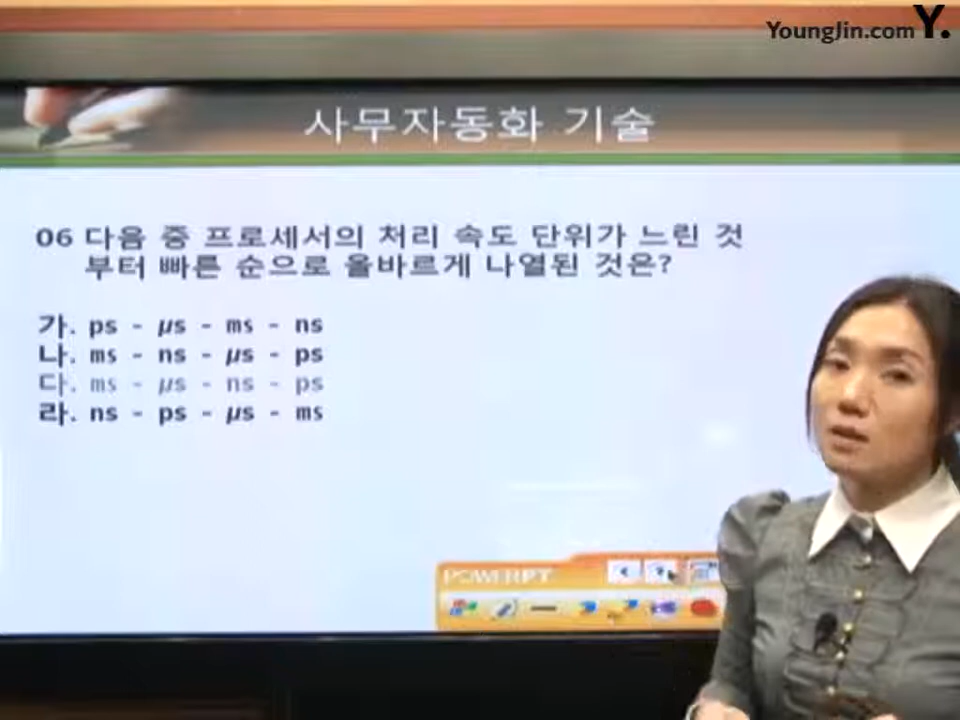 YoungJin.com Y.
사무자동화 기술
06 다음 중 프로세서의 처리 속도 단위가 느린 것
부터 빠른 순으로 올바르게 나열된 것은?
가. ps - μs - ms - ns
나. ms - ns - μs - ps
다. ms - μs - ns - ps
라. ns - ps - μs - ms
POWERPT